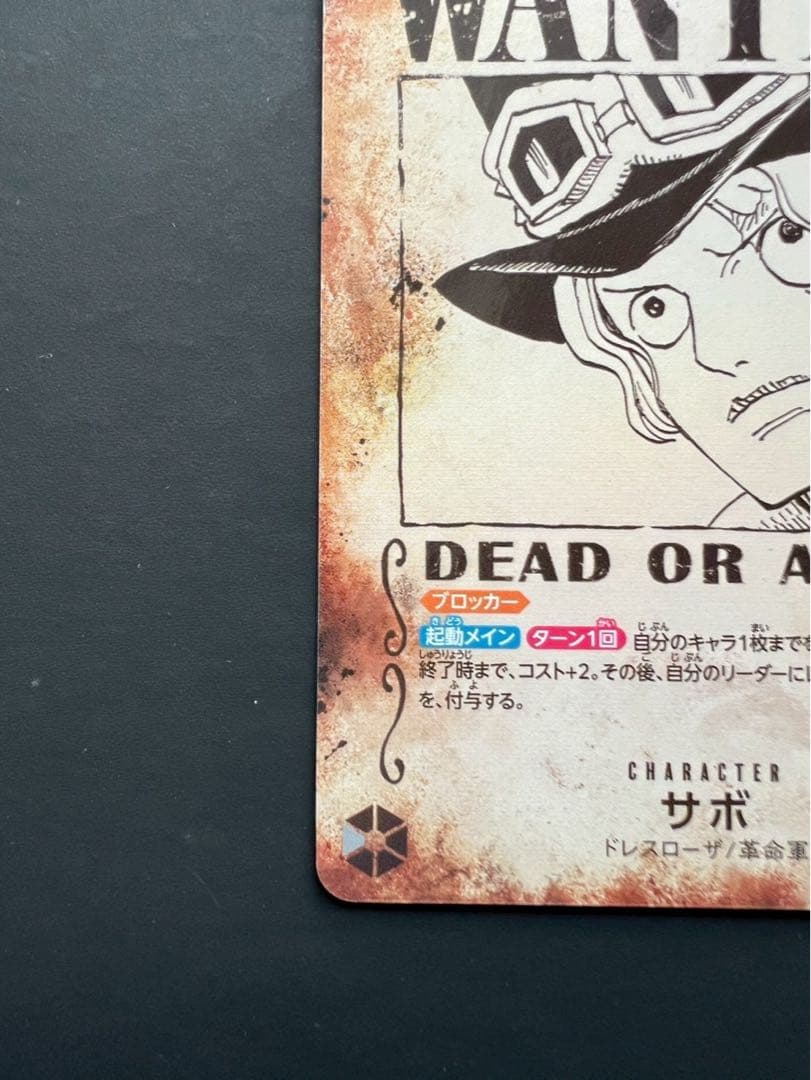 WANT
DEAD OR A
ブロッカー
起動メイン ターン1回 自分のキャラ1枚までを
終了時まで、コスト+2。その後、自分のリーダーに
を、付与する。
CHARACTER
サボ
ドレスローザ/革命軍